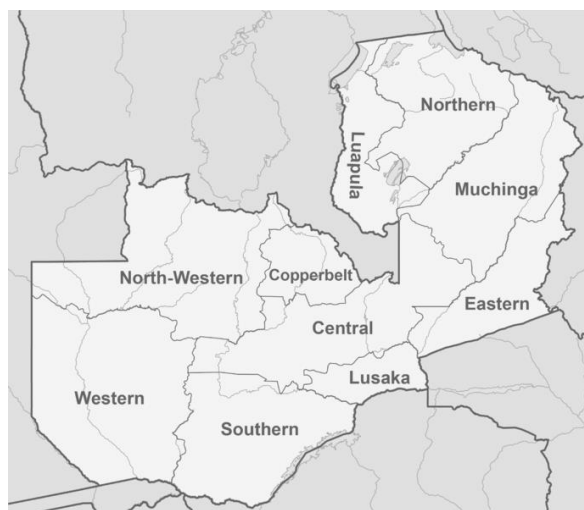 Northern
Luapula
Muchinga
North-Western
Copperbelt
Eastern
Central
Lusaka
Western
Southern